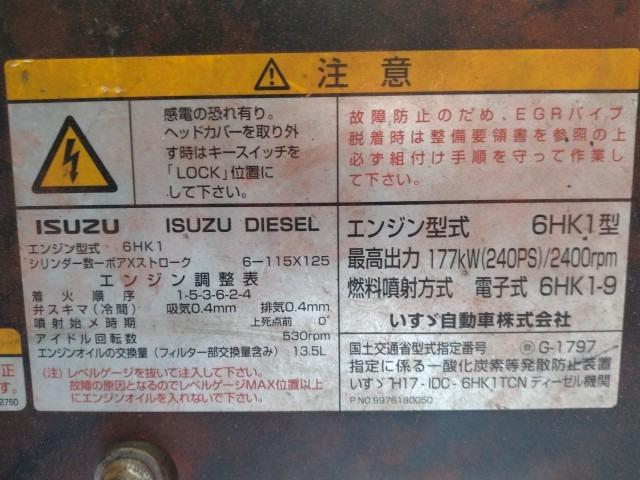 注意
感電の恐れ有り。
ヘッドカバーを取り外
す時はキースイッチを
「LOCK」位置に
して下さい。
故障防止のため、EGRパイプ
脱着時は整備要領書を参照の上
必ず組付け手順を守って作業し
て下さい。
ISUZU ISUZU DIESEL
エンジン型式 6HK1
シリンダー数ーボアXストローク 6-115X125
エンジン調整表
着火順序 1-5-3-6-2-4
弁スキマ(冷間) 吸気0.4mm 排気0.4mm
噴射始メ時期 上死点前 0°
アイドル回転数 530rpm
エンジンオイルの交換量(フィルター部交換量含み) 13.5L
(注)レベルゲージを抜いて注入して下さい。
故障の原因となるのでレベルゲージMAX位置以上
にエンジンオイルを入れないで下さい。
エンジン型式 6HK1型
最高出力 177kW(240PS)/2400rpm
燃料噴射方式 電子式 6HK1-9
いすゞ自動車株式会社
国土交通省型式指定番号 G-1797
指定に係る一酸化炭素等発散防止装置
いすゞH17-IDC-6HK1TCN ディーゼル機関
P.NO.8976180050
正
す。
2750